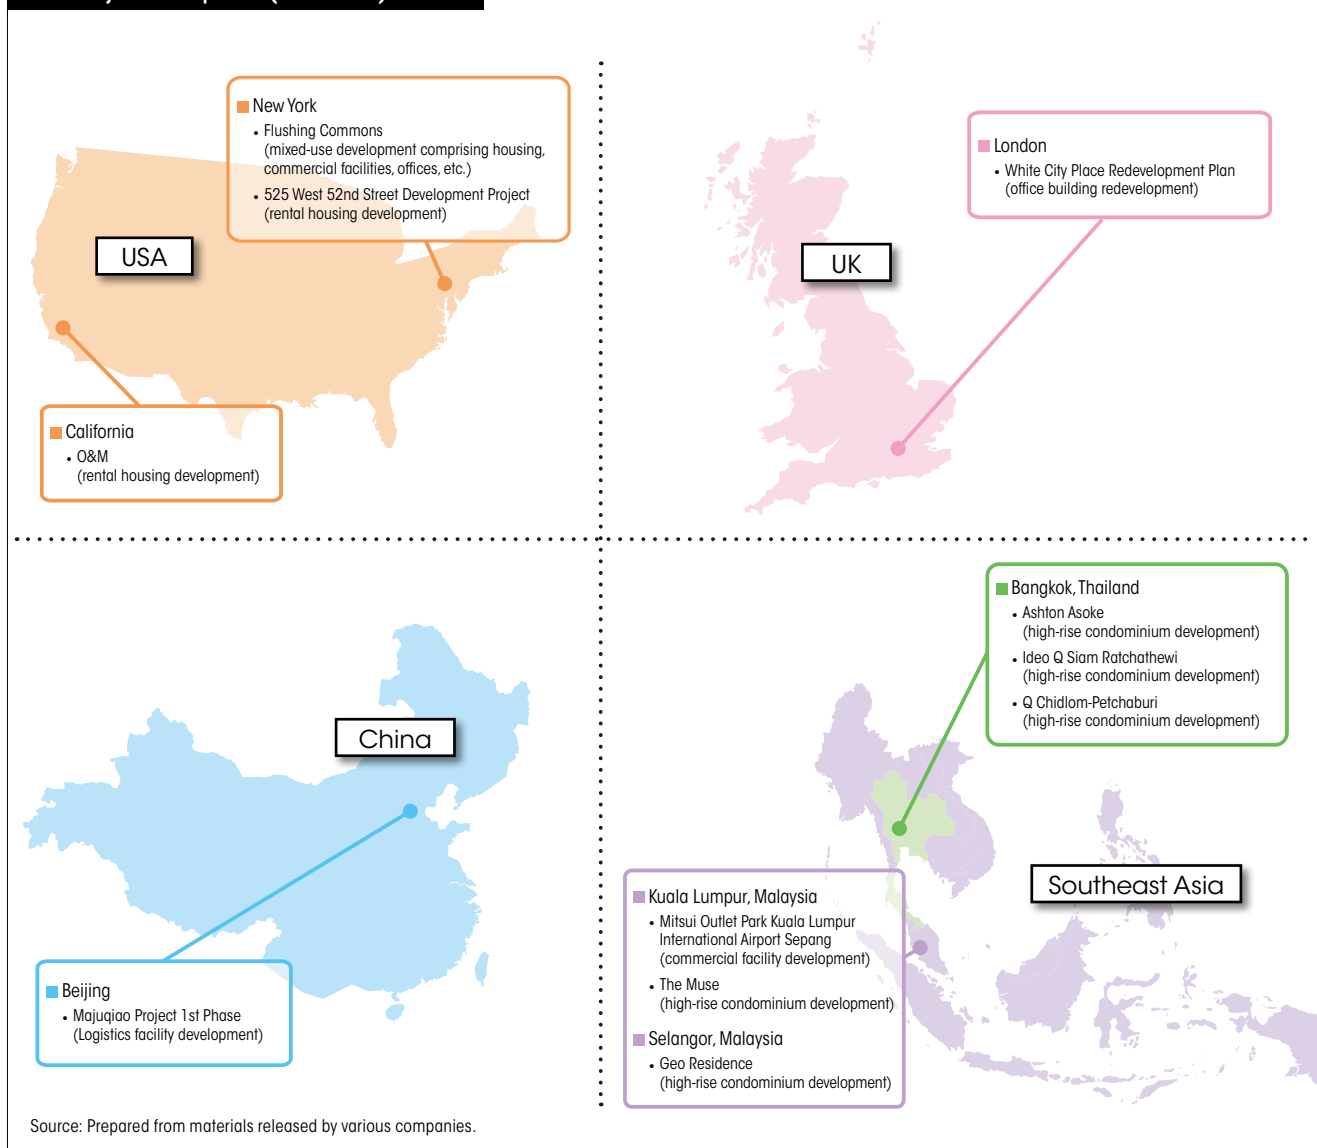 New York
• Flushing Commons
(mixed-use development comprising housing,
commercial facilities, offices, etc.)
• 525 West 52nd Street Development Project
(rental housing development)
USA
California
• O&M
(rental housing development)
London
• White City Place Redevelopment Plan
(office building redevelopment)
UK
China
Beijing
• Majuqiao Project 1st Phase
(Logistics facility development)
Bangkok, Thailand
• Ashton Asoke
(high-rise condominium development)
• Ideo Q Siam Ratchathewi
(high-rise condominium development)
• Q Chidlom-Petchaburi
(high-rise condominium development)
Southeast Asia
Kuala Lumpur, Malaysia
• Mitsui Outlet Park Kuala Lumpur
International Airport Sepang
(commercial facility development)
• The Muse
(high-rise condominium development)
Selangor, Malaysia
• Geo Residence
(high-rise condominium development)
Source: Prepared from materials released by various companies.